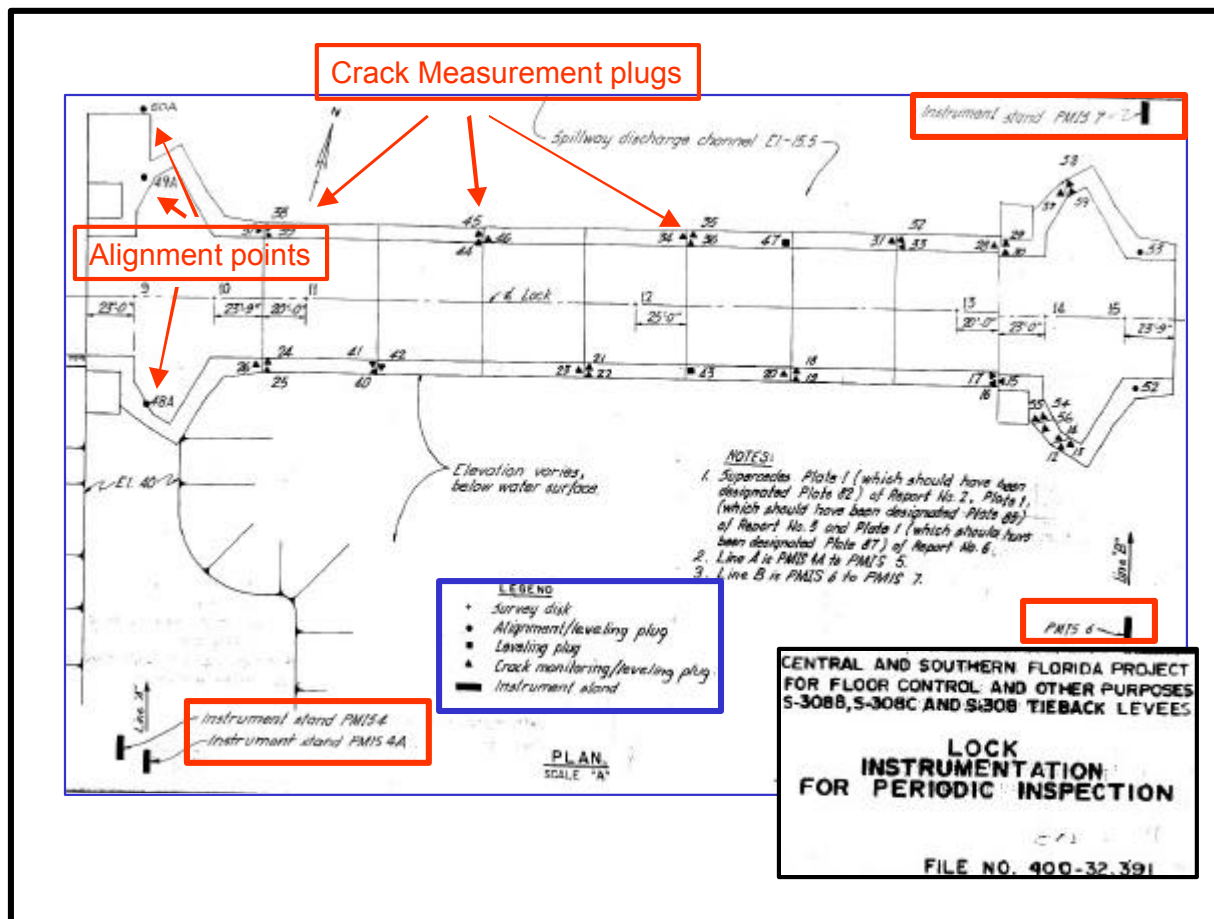 Crack Measurement plugs
60A
N
Instrument stand PMIS 7
Spillway discharge channel El-15.5
49A
58
57
59
38
37 39
45
46
44
35
34 36
47
32
31 33
29
28 30
53
Alignment points
9 10 11
¢ Lock
12
13 14 15
23'-0" 23'-9" 20'-0"
25'-0"
20'-0" 23'-0" 23'-9"
24
26
25
41 42
40
21
23 22
43
18
20 19
17 15
16
52
48A
54
55 56
14
12 13
El. 40
Elevation varies,
below water surface.
NOTES:
1. Supercedes Plate 1 (which should have been
designated Plate 82) of Report No. 2, Plate 1,
(which should have been designated Plate 85)
of Report No. 5 and Plate 1 (which should have
been designated Plate 87) of Report No. 6.
2. Line A is PMIS 4A to PMIS 5.
3. Line B is PMIS 6 to PMIS 7.
Line "B"
LEGEND
Survey disk
Alignment/leveling plug
Leveling plug
Crack monitoring/leveling plug
Instrument stand
PMIS 6
Line "A"
Instrument stand PMIS 4
Instrument stand PMIS 4A
PLAN
SCALE "A"
CENTRAL AND SOUTHERN FLORIDA PROJECT
FOR FLOOR CONTROL AND OTHER PURPOSES
S-308B, S-308C AND S-308 TIEBACK LEVEES
LOCK
INSTRUMENTATION
FOR PERIODIC INSPECTION
FILE NO. 400-32,391